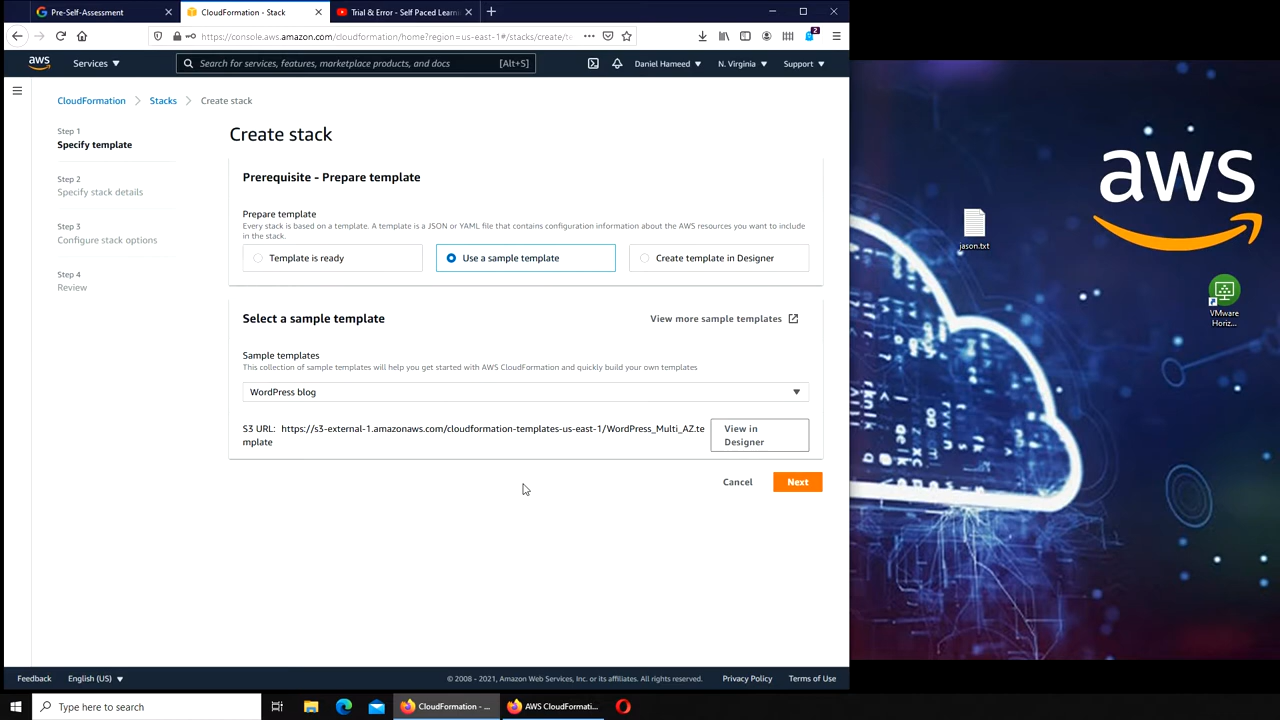 Pre-Self-Assessment
CloudFormation - Stack
Trial & Error - Self Paced Learni
https://console.aws.amazon.com/cloudformation/home?region=us-east-1#/stacks/create/te
2
aws
Services
Search for services, features, marketplace products, and docs
[Alt+S]
Daniel Hameed
N. Virginia
Support
CloudFormation
Stacks
Create stack
Step 1
Specify template
Step 2
Specify stack details
Step 3
Configure stack options
Step 4
Review
Create stack
Prerequisite - Prepare template
Prepare template
Every stack is based on a template. A template is a JSON or YAML file that contains configuration information about the AWS resources you want to include
in the stack.
Template is ready
Use a sample template
Create template in Designer
Select a sample template
View more sample templates
Sample templates
This collection of sample templates will help you get started with AWS CloudFormation and quickly build your own templates
WordPress blog
S3 URL: https://s3-external-1.amazonaws.com/cloudformation-templates-us-east-1/WordPress_Multi_AZ.te
mplate
View in
Designer
Cancel
Next
Feedback
English (US)
© 2008 - 2021, Amazon Web Services, Inc. or its affiliates. All rights reserved.
Privacy Policy
Terms of Use
aws
jason.txt
VMware
Horiz...
Type here to search
CloudFormation - ...
AWS CloudFormati...